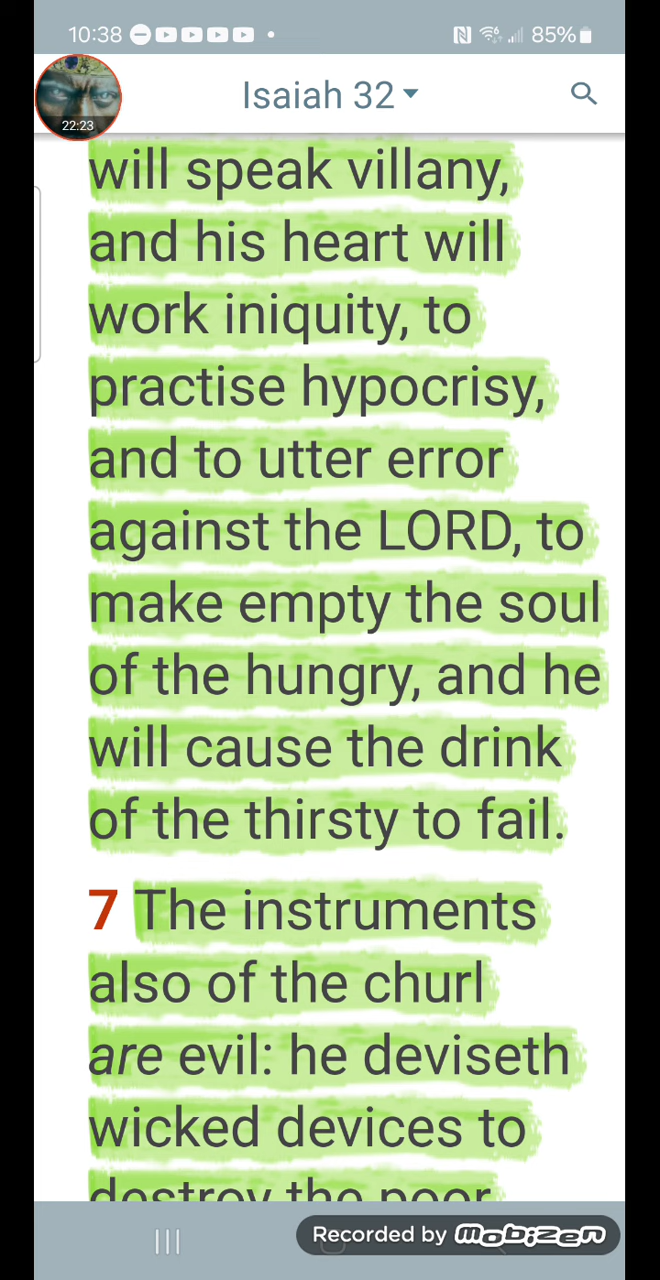 10:38
85%
22:23
Isaiah 32
will speak villany,
and his heart will
work iniquity, to
practise hypocrisy,
and to utter error
against the LORD, to
make empty the soul
of the hungry, and he
will cause the drink
of the thirsty to fail.
7 The instruments
also of the churl
are evil: he deviseth
wicked devices to
destroy the poor
Recorded by mobizen